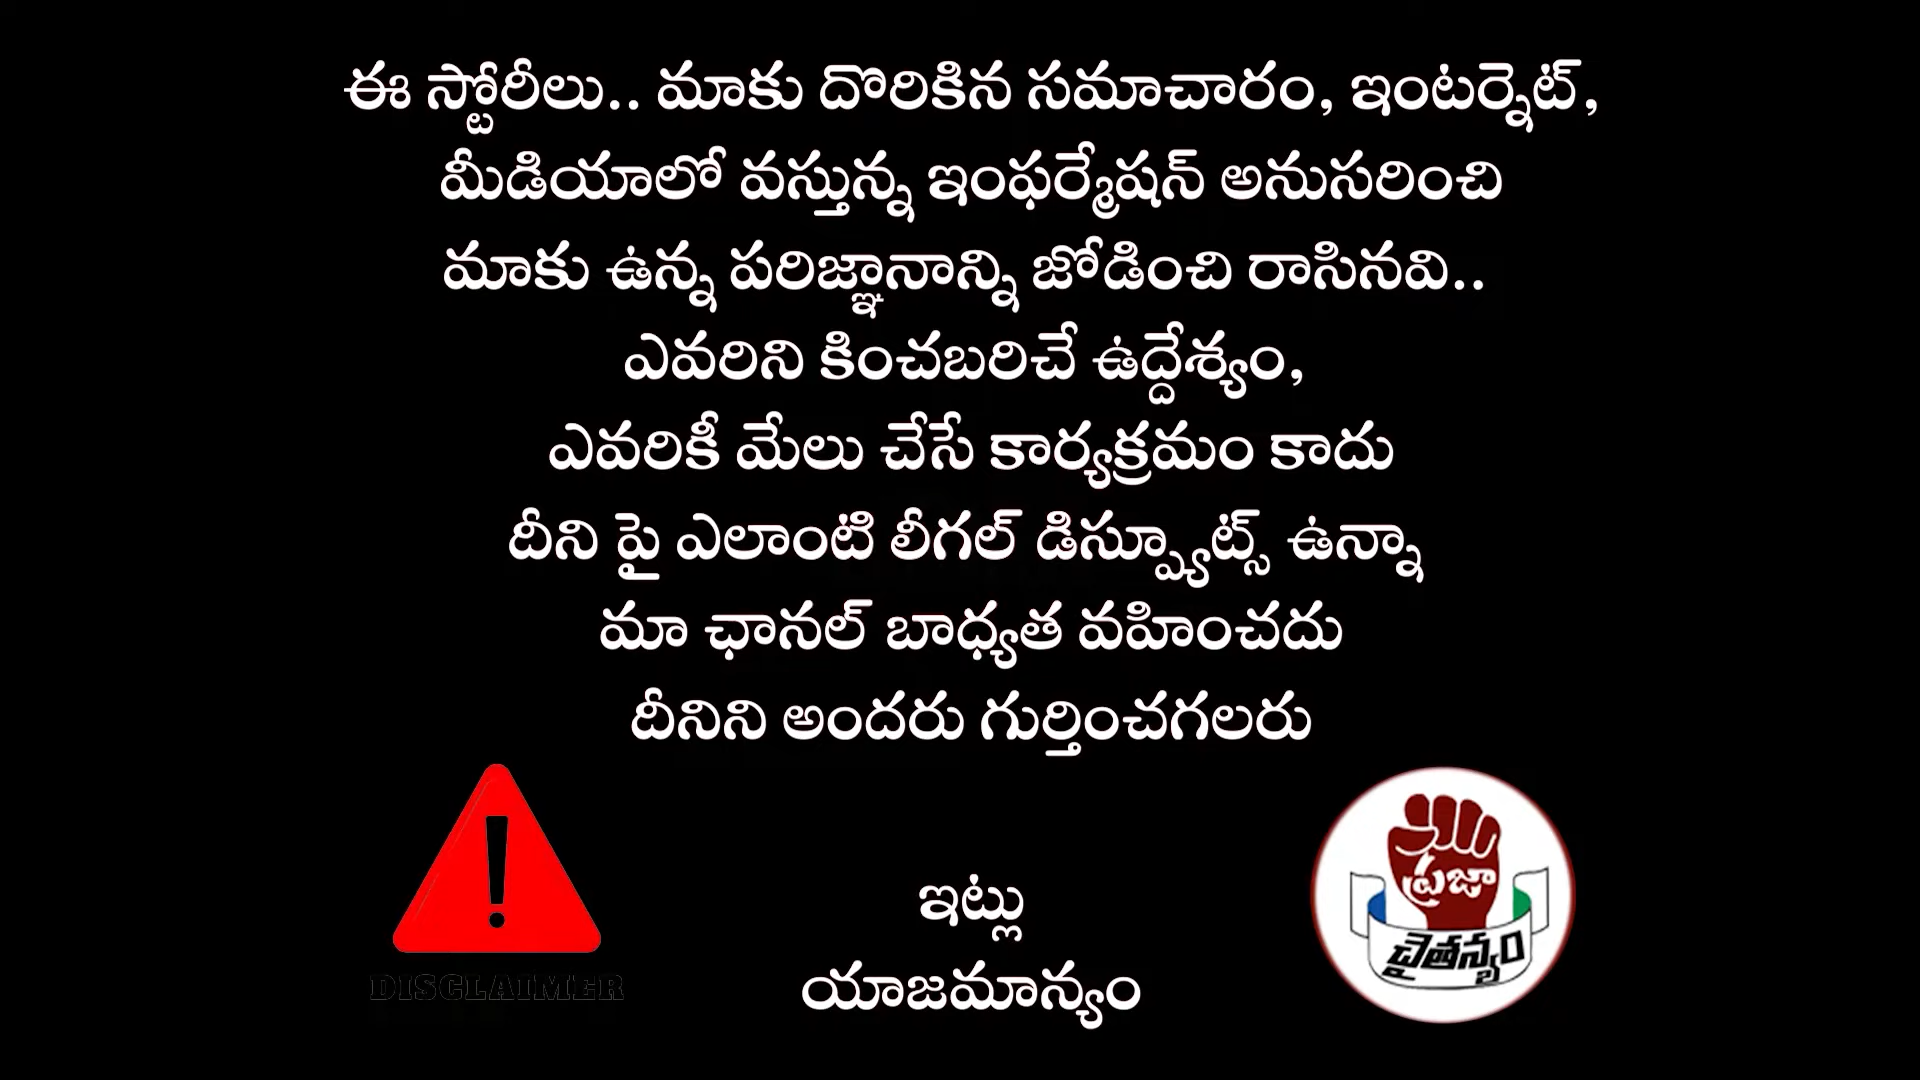 ఈ స్టోరీలు.. మాకు దొరికిన సమాచారం, ఇంటర్నెట్,
మీడియాలో వస్తున్న ఇంఫర్మేషన్ అనుసరించి
మాకు ఉన్న పరిజ్ఞానాన్ని జోడించి రాసినవి..
ఎవరిని కించబరిచే ఉద్దేశ్యం,
ఎవరికీ మేలు చేసే కార్యక్రమం కాదు
దీని పై ఎలాంటి లీగల్ డిస్ప్యూట్స్ ఉన్నా
మా ఛానల్ బాధ్యత వహించదు
దీనిని అందరు గుర్తించగలరు
DISCLAIMER
ఇట్లు
యాజమాన్యం
ప్రజా
చైతన్యం